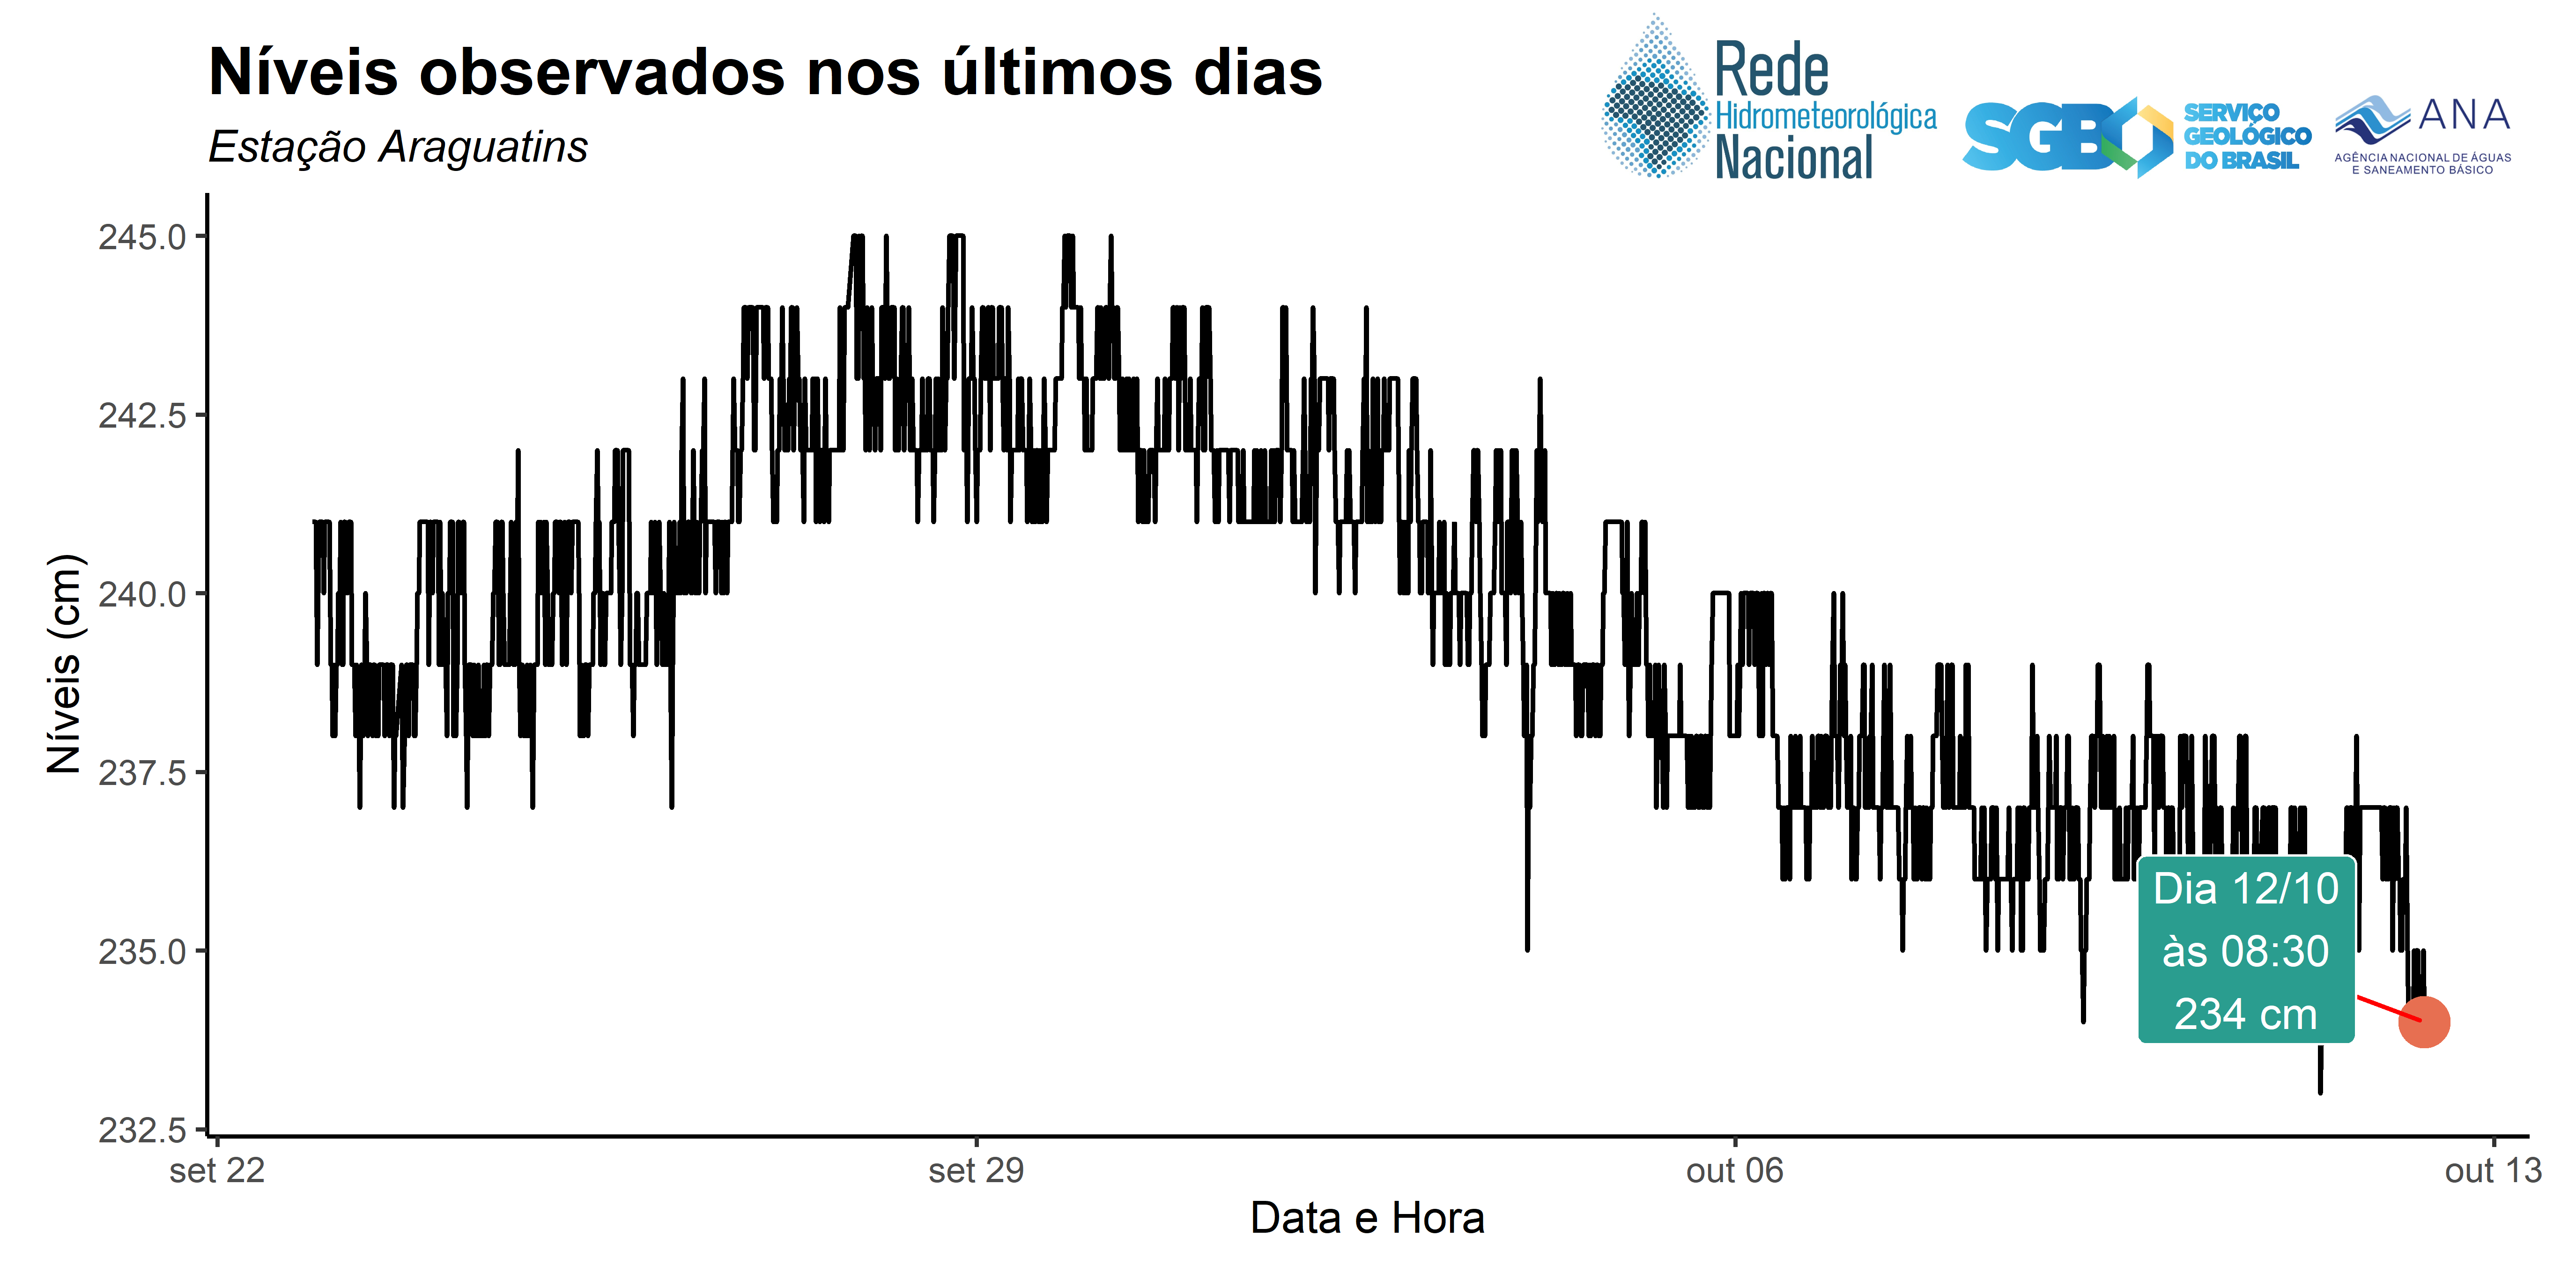 Níveis observados nos últimos dias
Estação Araguatins
Rede
Hidrometeorológica
Nacional
SGB
SERVIÇO
GEOLÓGICO
DO BRASIL
ANA
AGÊNCIA NACIONAL DE ÁGUAS
E SANEAMENTO BÁSICO
Níveis (cm)
245.0
242.5
240.0
237.5
235.0
232.5
Dia 12/10
às 08:30
234 cm
set 22
set 29
out 06
out 13
Data e Hora